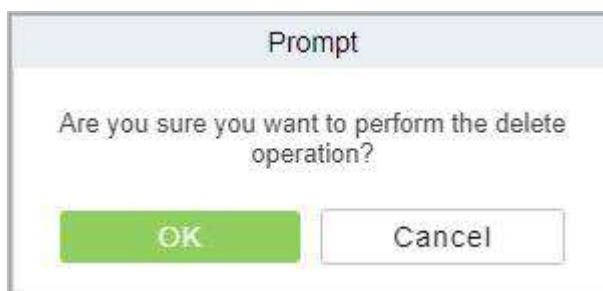 Prompt
Are you sure you want to perform the delete
operation?
OK
Cancel